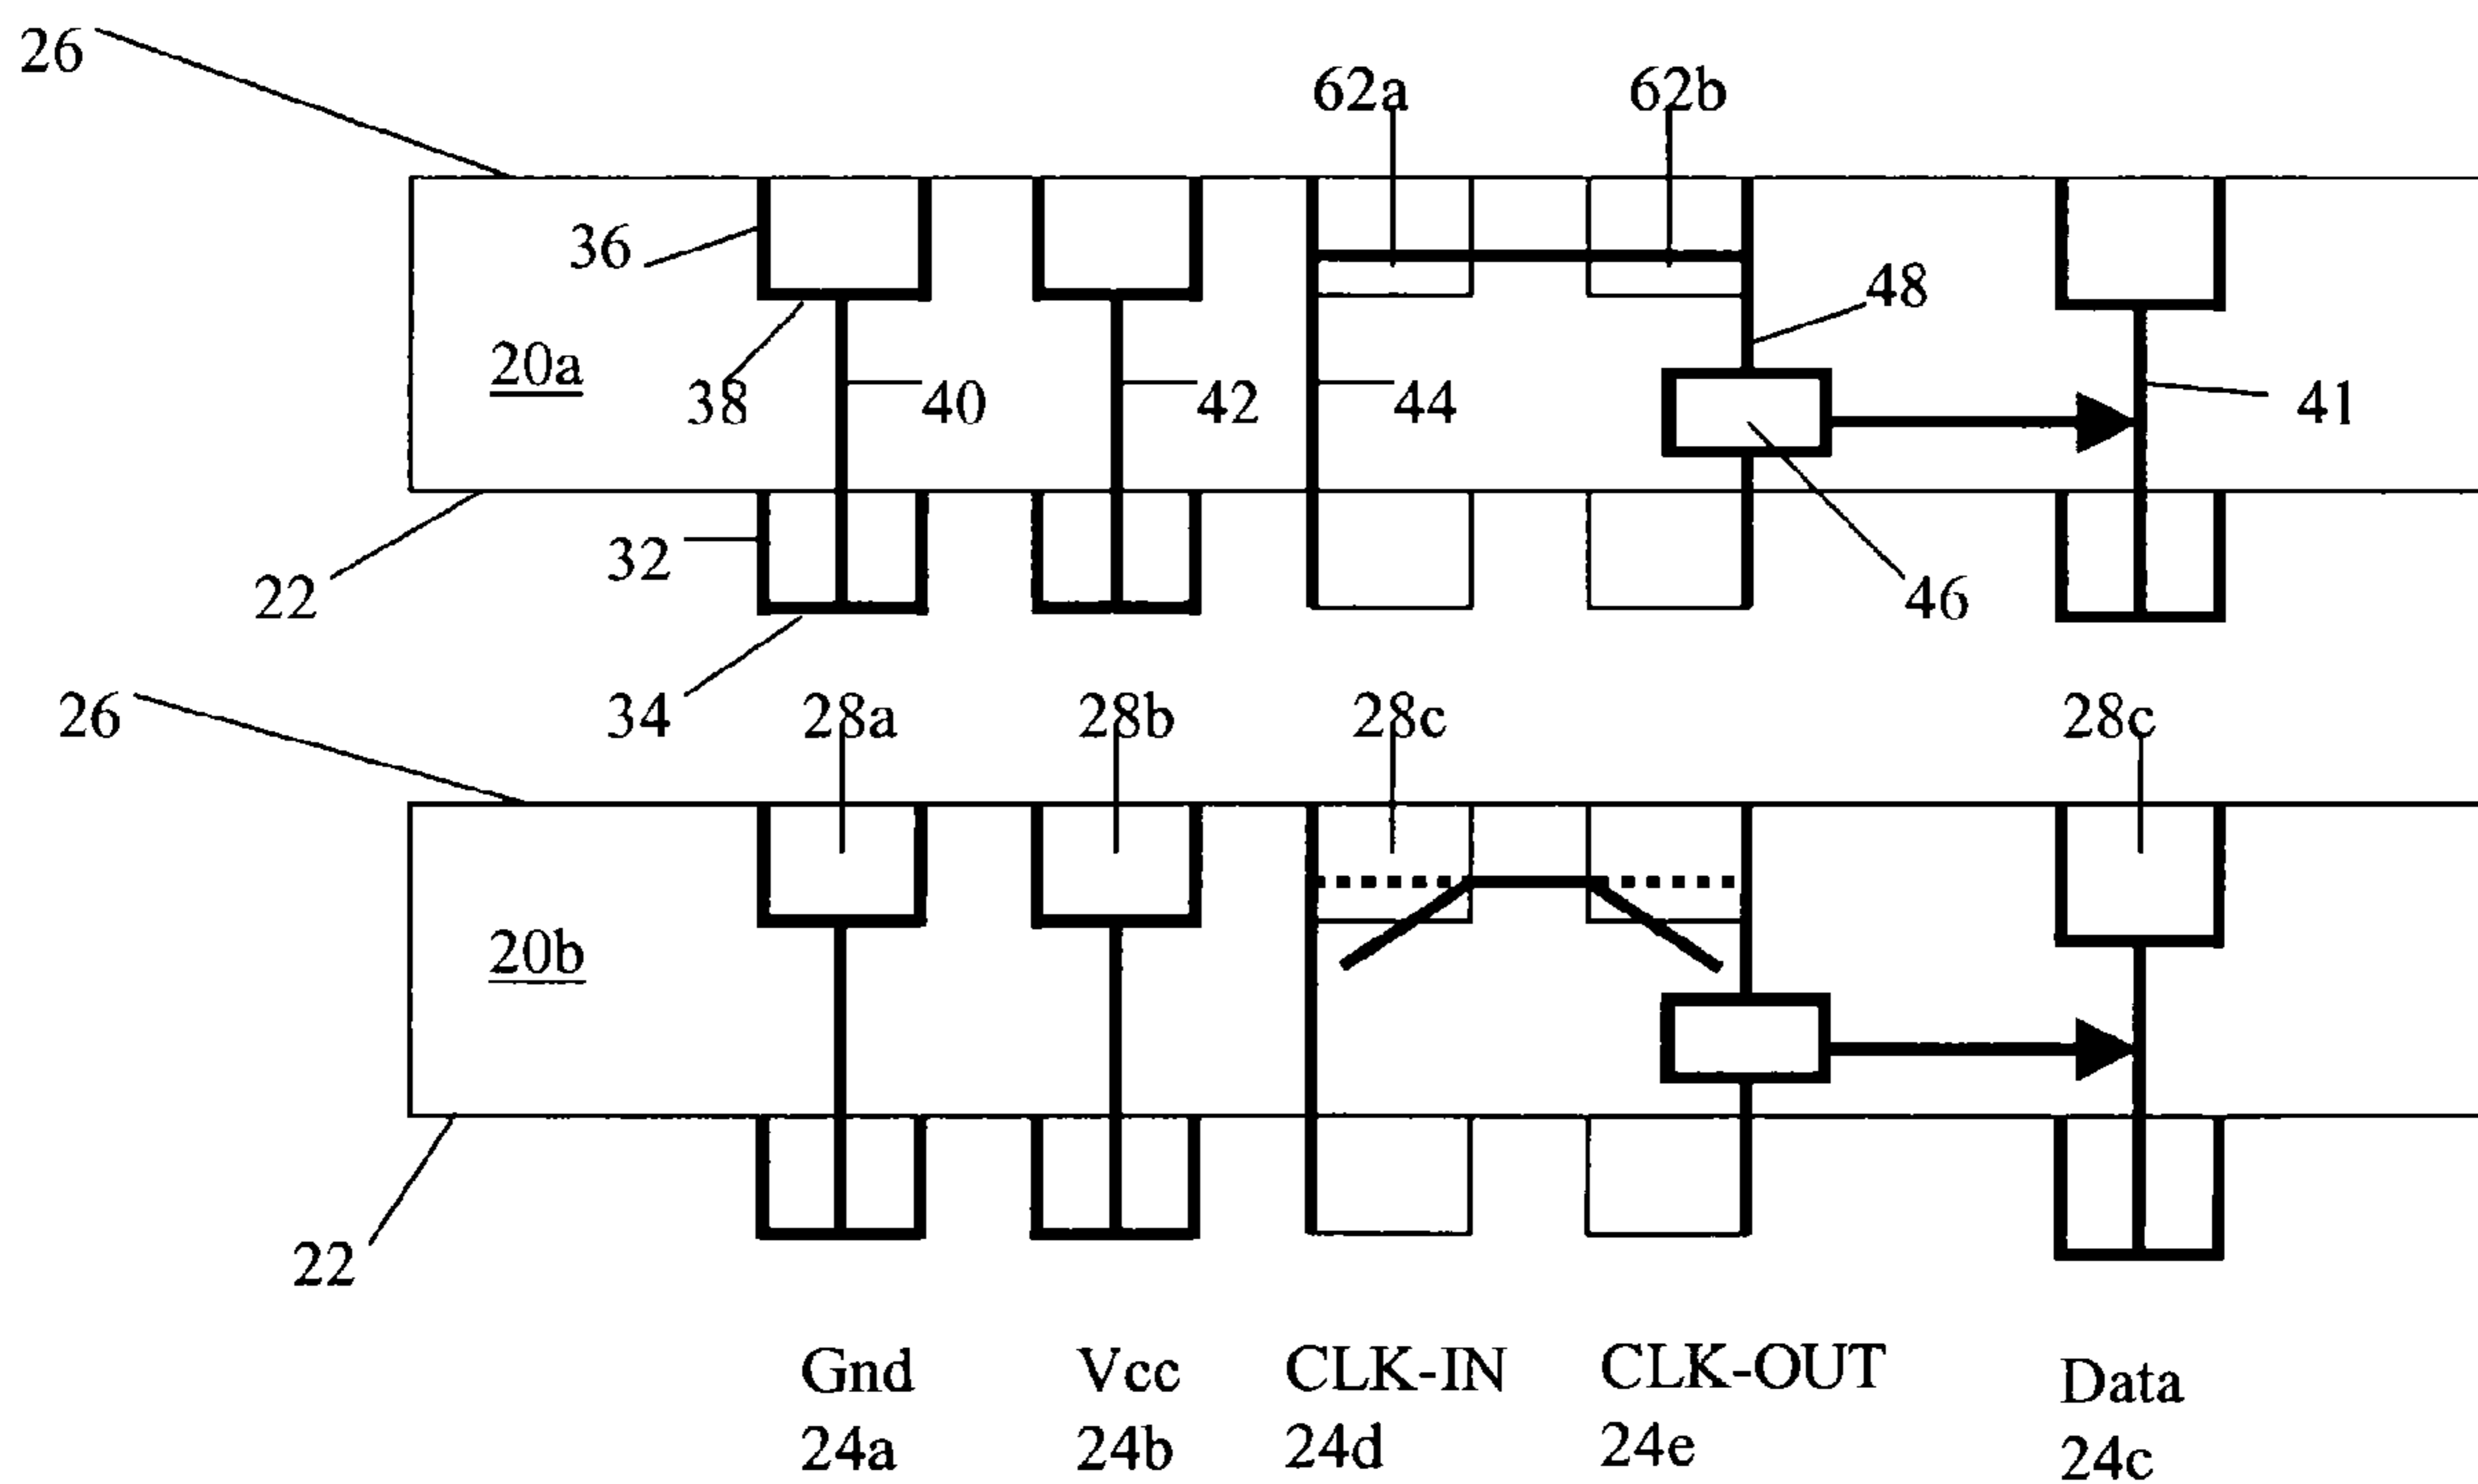 26
62a
62b
36
48
20a
38
40
42
44
41
32
22
46
34
26
28a
28b
28c
28c
20b
22
Gnd
24a
Vcc
24b
CLK-IN
24d
CLK-OUT
24e
Data
24c